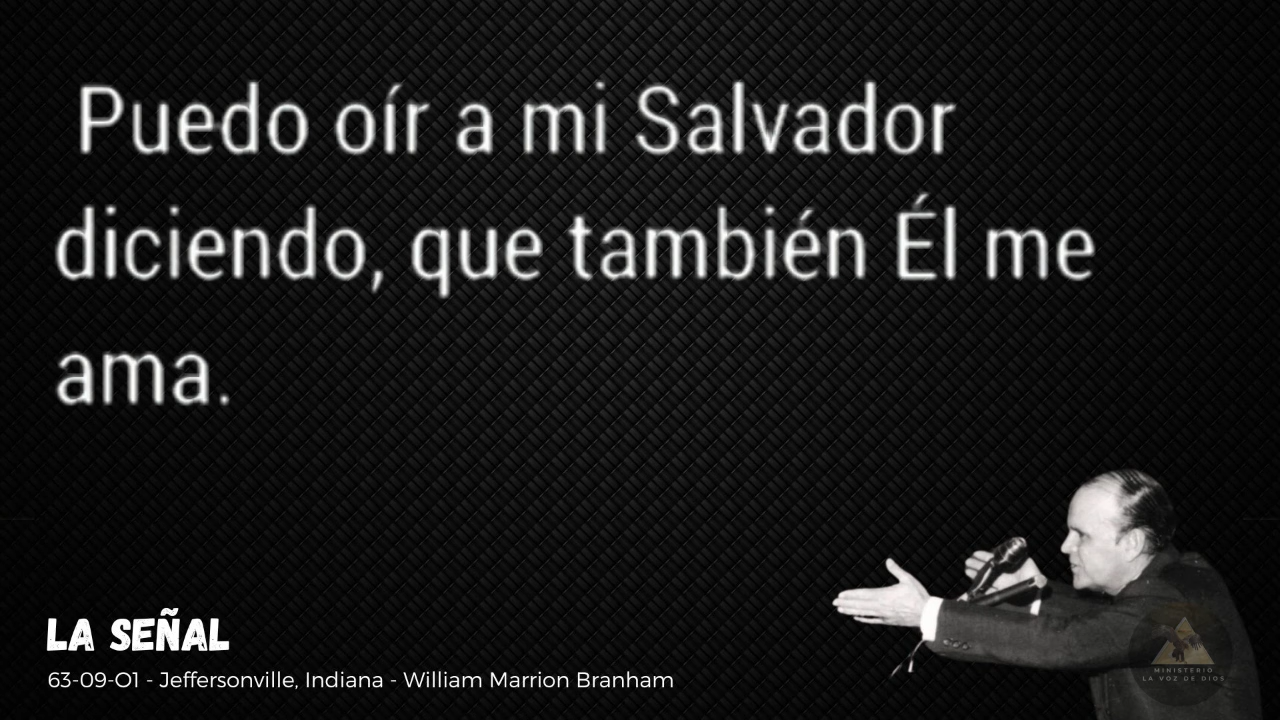 Puedo oír a mi Salvador
diciendo, que también Él me
ama.
LA SEÑAL
63-09-01 - Jeffersonville, Indiana - William Marrion Branham
MINISTERIO
LA VOZ DE DIOS